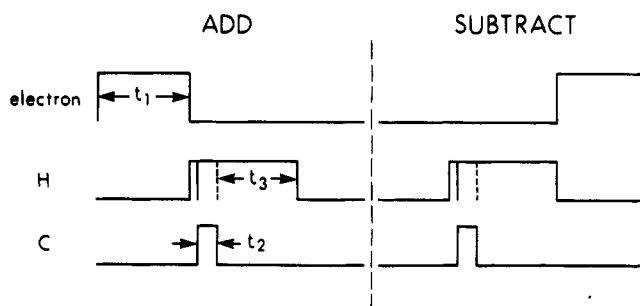 ADD SUBTRACT
electron t₁
H t₃
C t₂